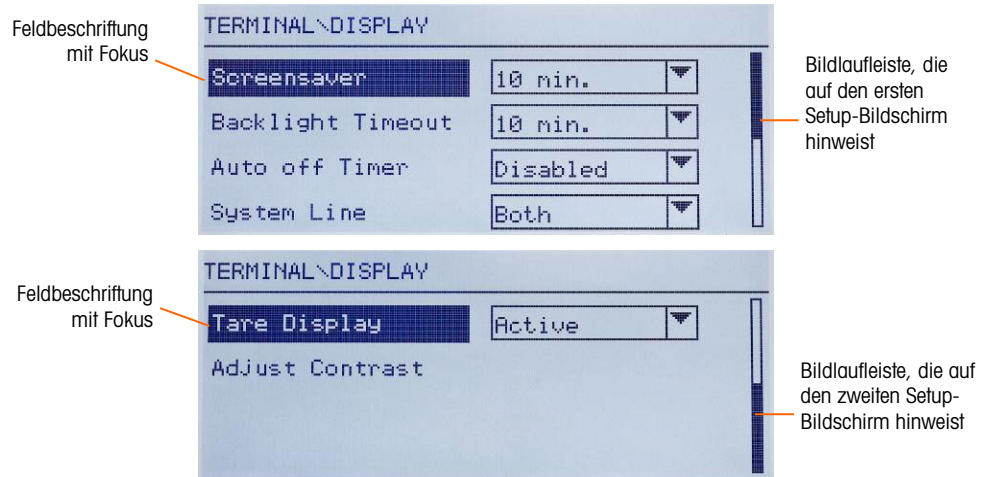 Feldbeschriftung
mit Fokus
TERMINAL\DISPLAY
Screensaver 10 min.
Backlight Timeout 10 min.
Auto off Timer Disabled
System Line Both
Bildlaufleiste, die
auf den ersten
Setup-Bildschirm
hinweist
Feldbeschriftung
mit Fokus
TERMINAL\DISPLAY
Tare Display Active
Adjust Contrast
Bildlaufleiste, die auf
den zweiten Setup-
Bildschirm hinweist